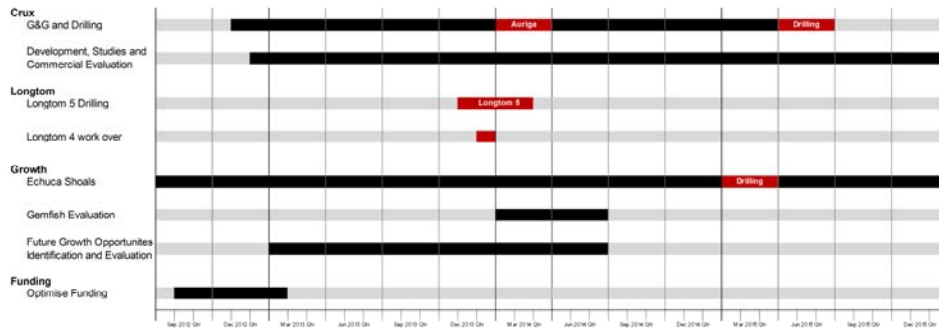 Crux
G&G and Drilling
Auriga
Drilling
Development, Studies and
Commercial Evaluation
Longtom
Longtom 5 Drilling
Longtom 5
Longtom 4 work over
Growth
Echuca Shoals
Drilling
Gemfish Evaluation
Future Growth Opportunites
Identification and Evaluation
Funding
Optimise Funding
Sep 2012 Qtr Dec 2012 Qtr Mar 2013 Qtr Jun 2013 Qtr Sep 2013 Qtr Dec 2013 Qtr Mar 2014 Qtr Jun 2014 Qtr Sep 2014 Qtr Dec 2014 Qtr Mar 2015 Qtr Jun 2015 Qtr Sep 2015 Qtr Dec 2015 Qtr